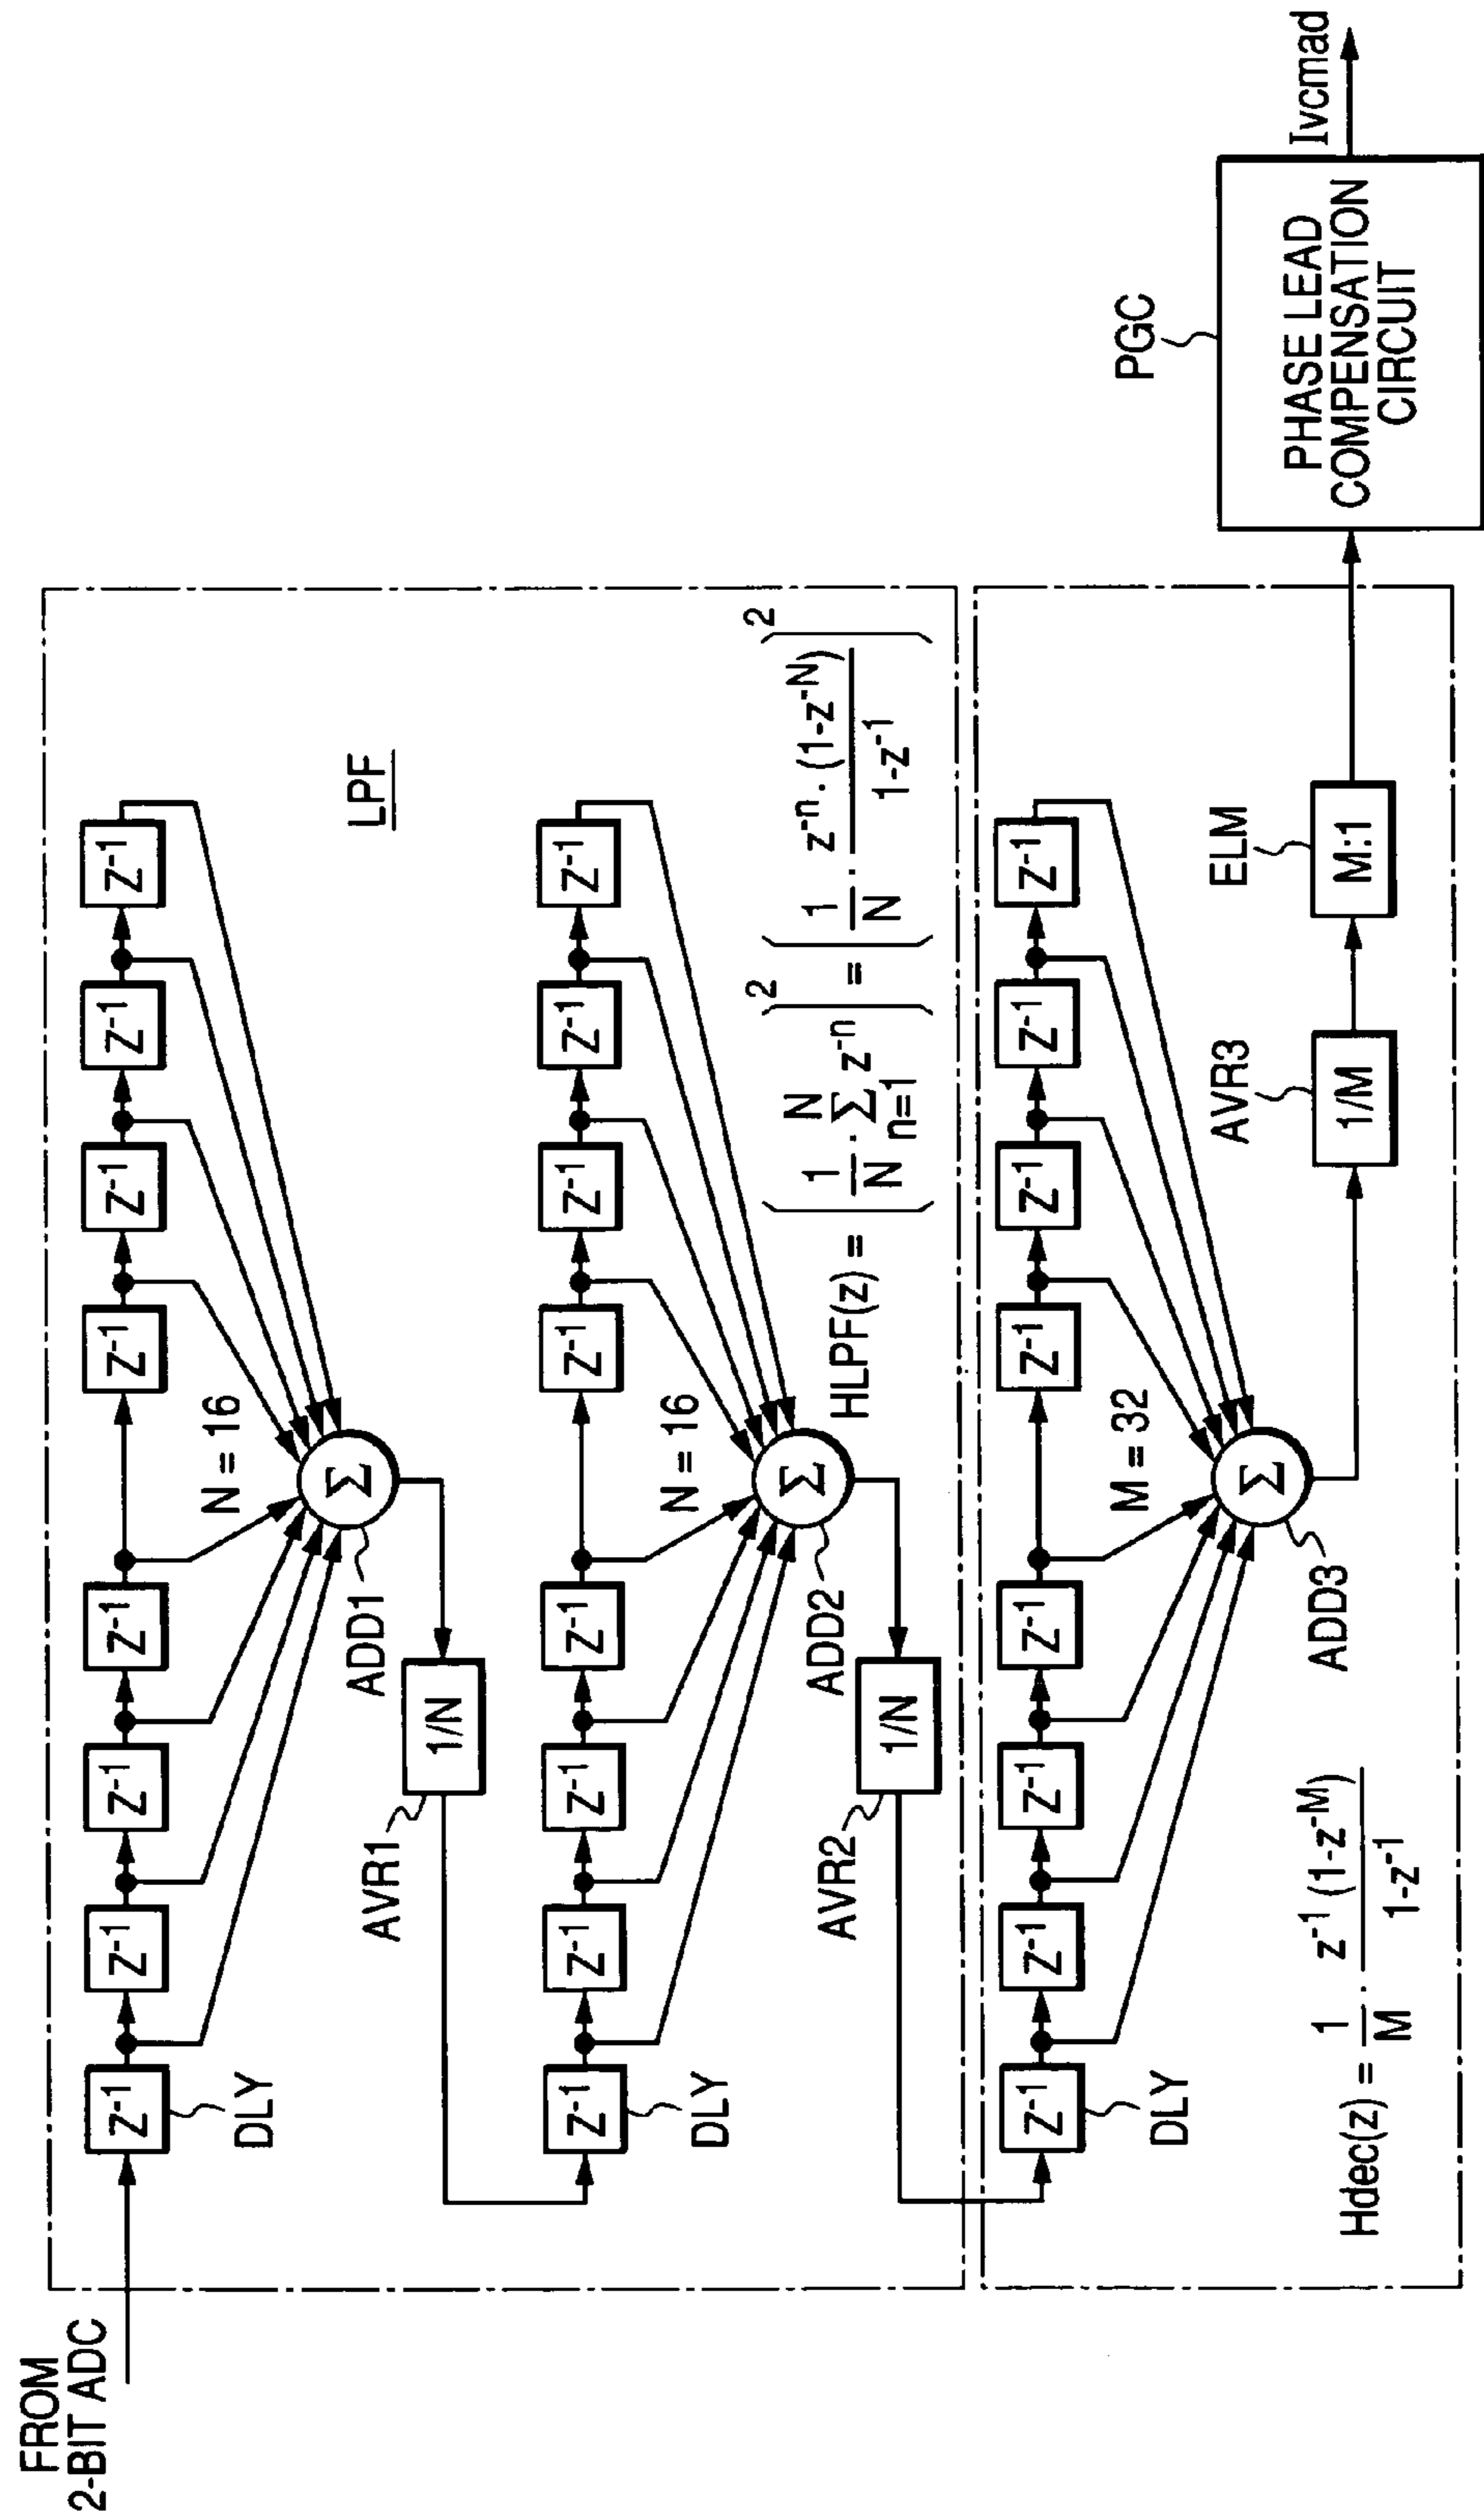 FROM
2-BIT ADC
Z-1 Z-1 Z-1 Z-1 Z-1 Z-1 Z-1 Z-1
DLY
N = 16
Σ
ADD1
AVR1
1/N
LPF
Z-1 Z-1 Z-1 Z-1 Z-1 Z-1 Z-1 Z-1
DLY
N = 16
Σ
ADD2
AVR2
1/N
HLPF(z) = (1/N · Σ N n=1 z-n)2 = (1/N · z-n · (1-z-N) / 1-z-1)2
Z-1 Z-1 Z-1 Z-1 Z-1 Z-1 Z-1 Z-1
DLY
M = 32
Σ
ADD3
Hdec(z) = 1/M · z-1 (1-z-M) / 1-z-1
AVR3
1/M
ELM
M:1
PGC
PHASE LEAD
COMPENSATION
CIRCUIT
Ivcmad